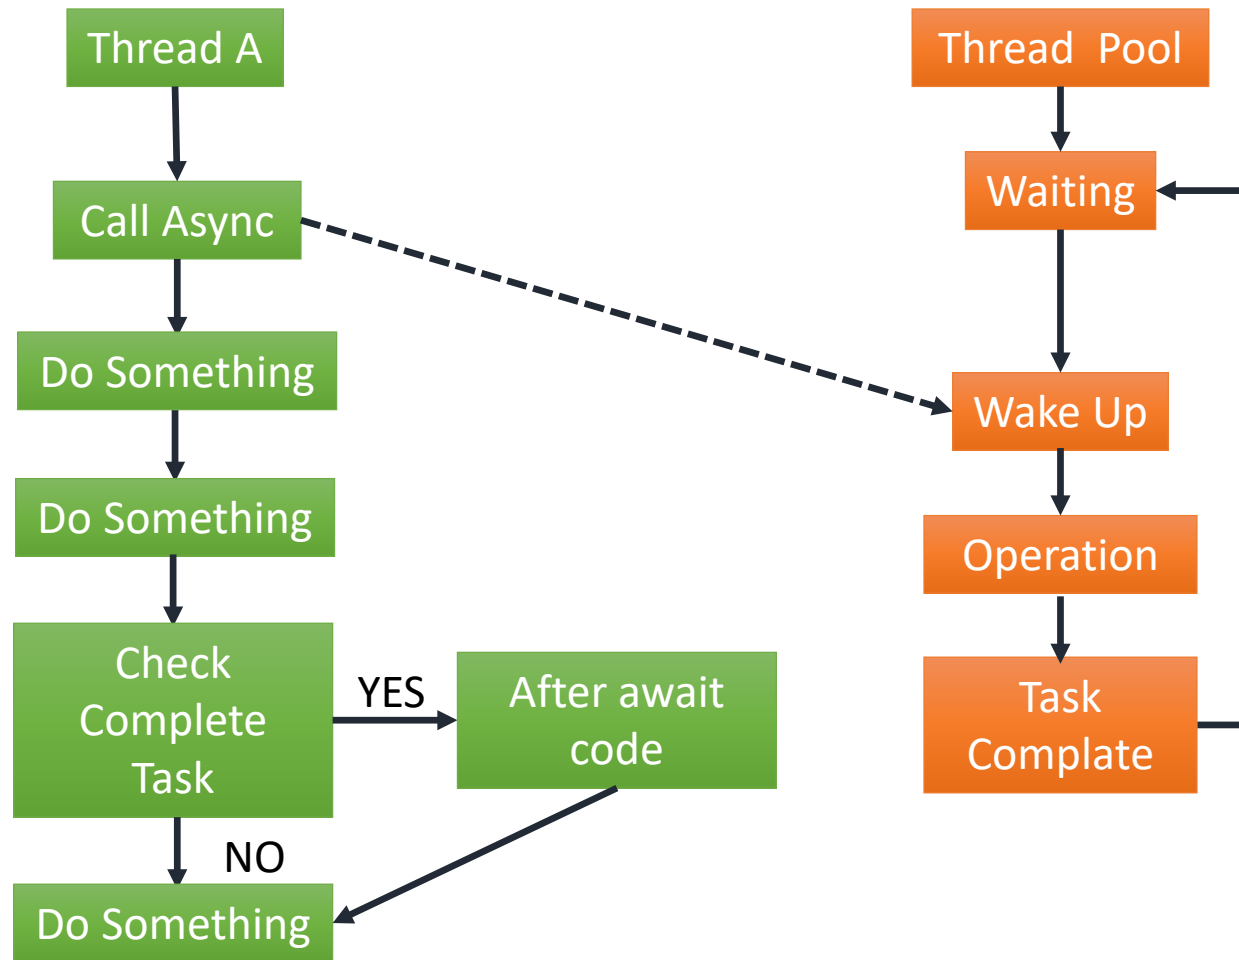 Thread A
Call Async
Do Something
Do Something
Check
Complete
Task
YES
After await
code
NO
Do Something
Thread Pool
Waiting
Wake Up
Operation
Task
Complate